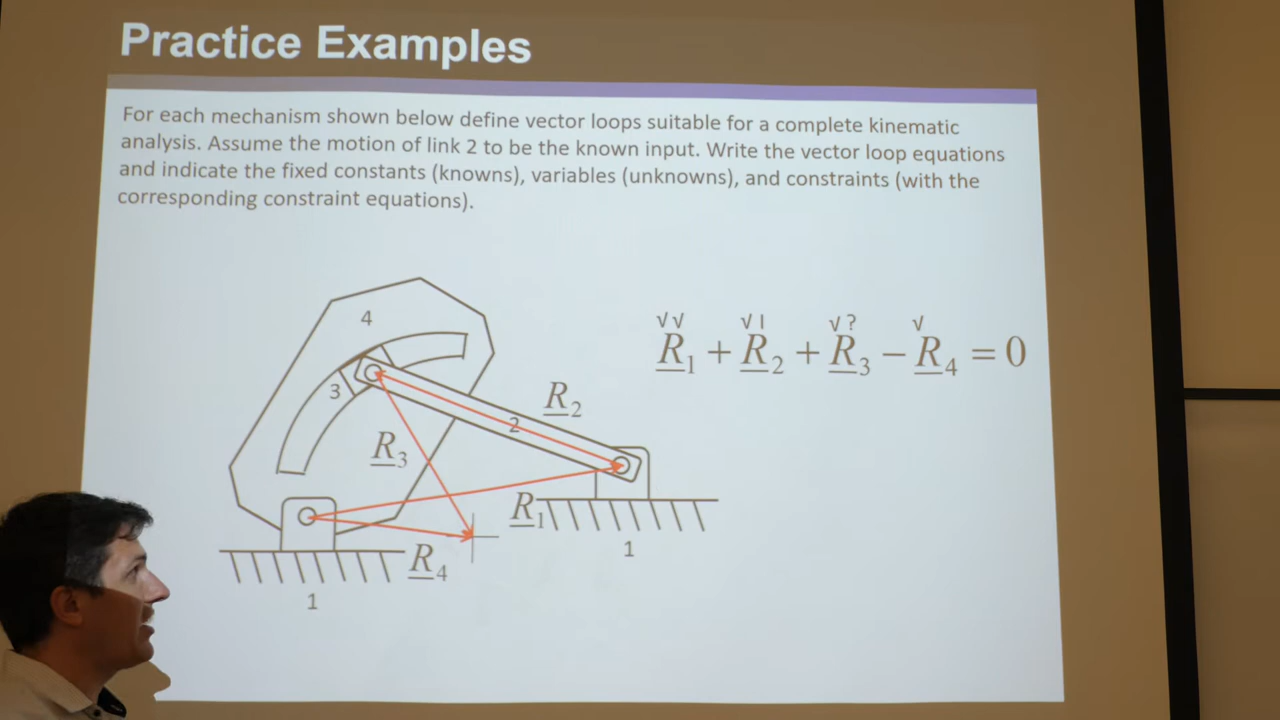 Practice Examples
For each mechanism shown below define vector loops suitable for a complete kinematic
analysis. Assume the motion of link 2 to be the known input. Write the vector loop equations
and indicate the fixed constants (knowns), variables (unknowns), and constraints (with the
corresponding constraint equations).
√√ √ I √ ? √
R₁ + R₂ + R₃ − R₄ = 0
4
3
R₂
2
R₃
R₁
R₄
1
1